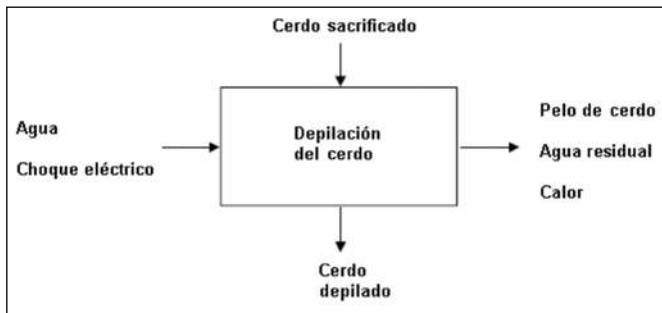 Cerdo sacrificado
Agua
Choque eléctrico
Depilación
del cerdo
Pelo de cerdo
Agua residual
Calor
Cerdo
depilado